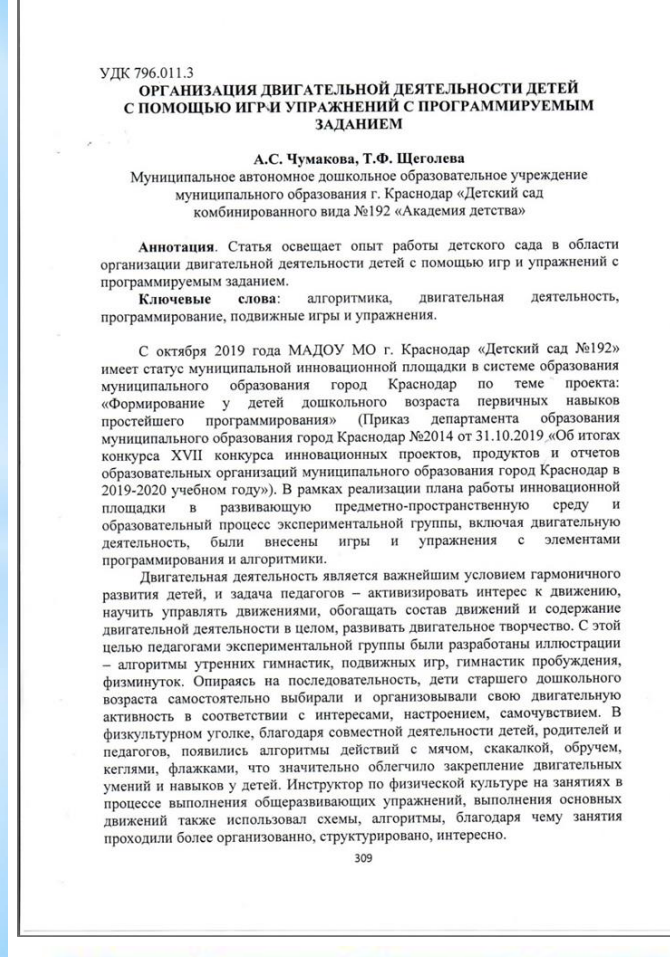 УДК 796.011.3
ОРГАНИЗАЦИЯ ДВИГАТЕЛЬНОЙ ДЕЯТЕЛЬНОСТИ ДЕТЕЙ
С ПОМОЩЬЮ ИГР И УПРАЖНЕНИЙ С ПРОГРАММИРУЕМЫМ
ЗАДАНИЕМ
А.С. Чумакова, Т.Ф. Щеголева
Муниципальное автономное дошкольное образовательное учреждение
муниципального образования г. Краснодар «Детский сад
комбинированного вида №192 «Академия детства»
Аннотация. Статья освещает опыт работы детского сада в области
организации двигательной деятельности детей с помощью игр и упражнений с
программируемым заданием.
Ключевые слова: алгоритмика, двигательная деятельность,
программирование, подвижные игры и упражнения.
С октября 2019 года МАДОУ МО г. Краснодар «Детский сад №192»
имеет статус муниципальной инновационной площадки в системе образования
муниципального образования город Краснодар по теме проекта:
«Формирование у детей дошкольного возраста первичных навыков
простейшего программирования» (Приказ департамента образования
муниципального образования город Краснодар №2014 от 31.10.2019 «Об итогах
конкурса XVII конкурса инновационных проектов, продуктов и отчетов
образовательных организаций муниципального образования город Краснодар в
2019-2020 учебном году»). В рамках реализации плана работы инновационной
площадки в развивающую предметно-пространственную среду и
образовательный процесс экспериментальной группы, включая двигательную
деятельность, были внесены игры и упражнения с элементами
программирования и алгоритмики.
Двигательная деятельность является важнейшим условием гармоничного
развития детей, и задача педагогов – активизировать интерес к движению,
научить управлять движениями, обогащать состав движений и содержание
двигательной деятельности в целом, развивать двигательное творчество. С этой
целью педагогами экспериментальной группы были разработаны иллюстрации
– алгоритмы утренних гимнастик, подвижных игр, гимнастик пробуждения,
физминуток. Опираясь на последовательность, дети старшего дошкольного
возраста самостоятельно выбирали и организовывали свою двигательную
активность в соответствии с интересами, настроением, самочувствием. В
физкультурном уголке, благодаря совместной деятельности детей, родителей и
педагогов, появились алгоритмы действий с мячом, скакалкой, обручем,
кеглями, флажками, что значительно облегчило закрепление двигательных
умений и навыков у детей. Инструктор по физической культуре на занятиях в
процессе выполнения общеразвивающих упражнений, выполнения основных
движений также использовал схемы, алгоритмы, благодаря чему занятия
проходили более организованно, структурировано, интересно.
309